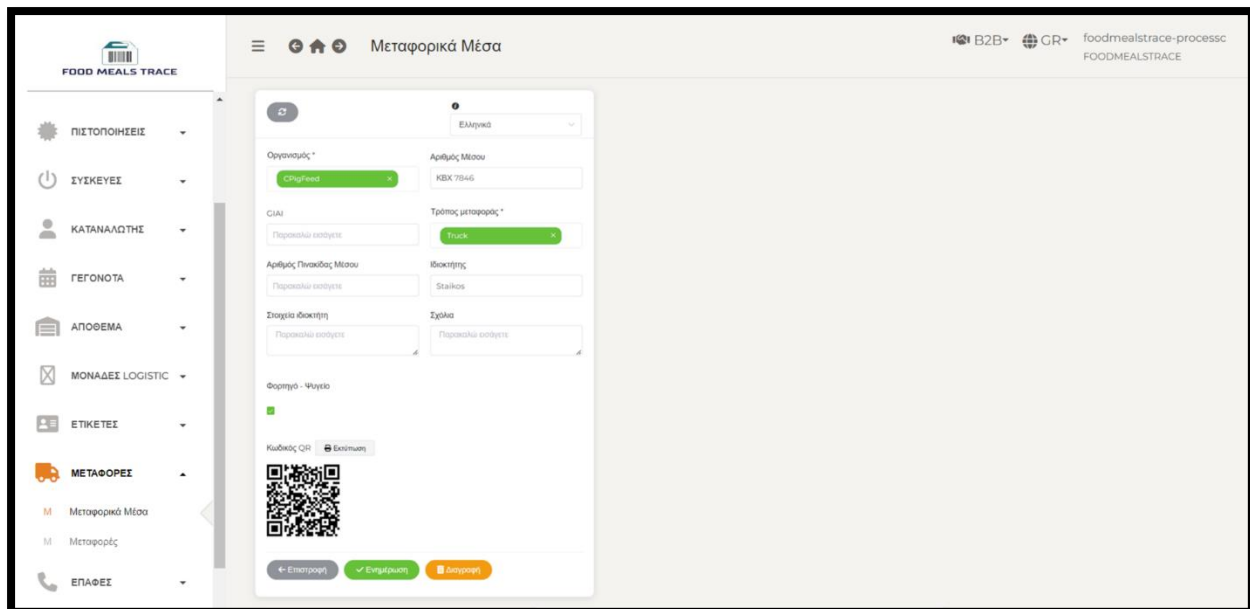 FOOD MEALS TRACE
Μεταφορικά Μέσα
B2B
GR
foodmealstrace-processc
FOODMEALSTRACE
ΠΙΣΤΟΠΟΙΗΣΕΙΣ
ΣΥΣΚΕΥΕΣ
ΚΑΤΑΝΑΛΩΤΗΣ
ΓΕΓΟΝΟΤΑ
ΑΠΟΘΕΜΑ
ΜΟΝΑΔΕΣ LOGISTIC
ΕΤΙΚΕΤΕΣ
ΜΕΤΑΦΟΡΕΣ
Μ Μεταφορικά Μέσα
Μ Μεταφορές
ΕΠΑΦΕΣ
Ελληνικά
Οργανισμός *
Αριθμός Μέσου
CPigFeed ×
KBX 7846
GIAI
Τρόπος μεταφοράς *
Παρακαλώ εισάγετε
Truck ×
Αριθμός Πινακίδας Μέσου
Ιδιοκτήτης
Παρακαλώ εισάγετε
Staikos
Στοιχεία ιδιοκτήτη
Σχόλια
Παρακαλώ εισάγετε
Παρακαλώ εισάγετε
Φορτηγό - Ψυγείο
Κωδικός QR
Εκτύπωση
Επιστροφή
Ενημέρωση
Διαγραφή